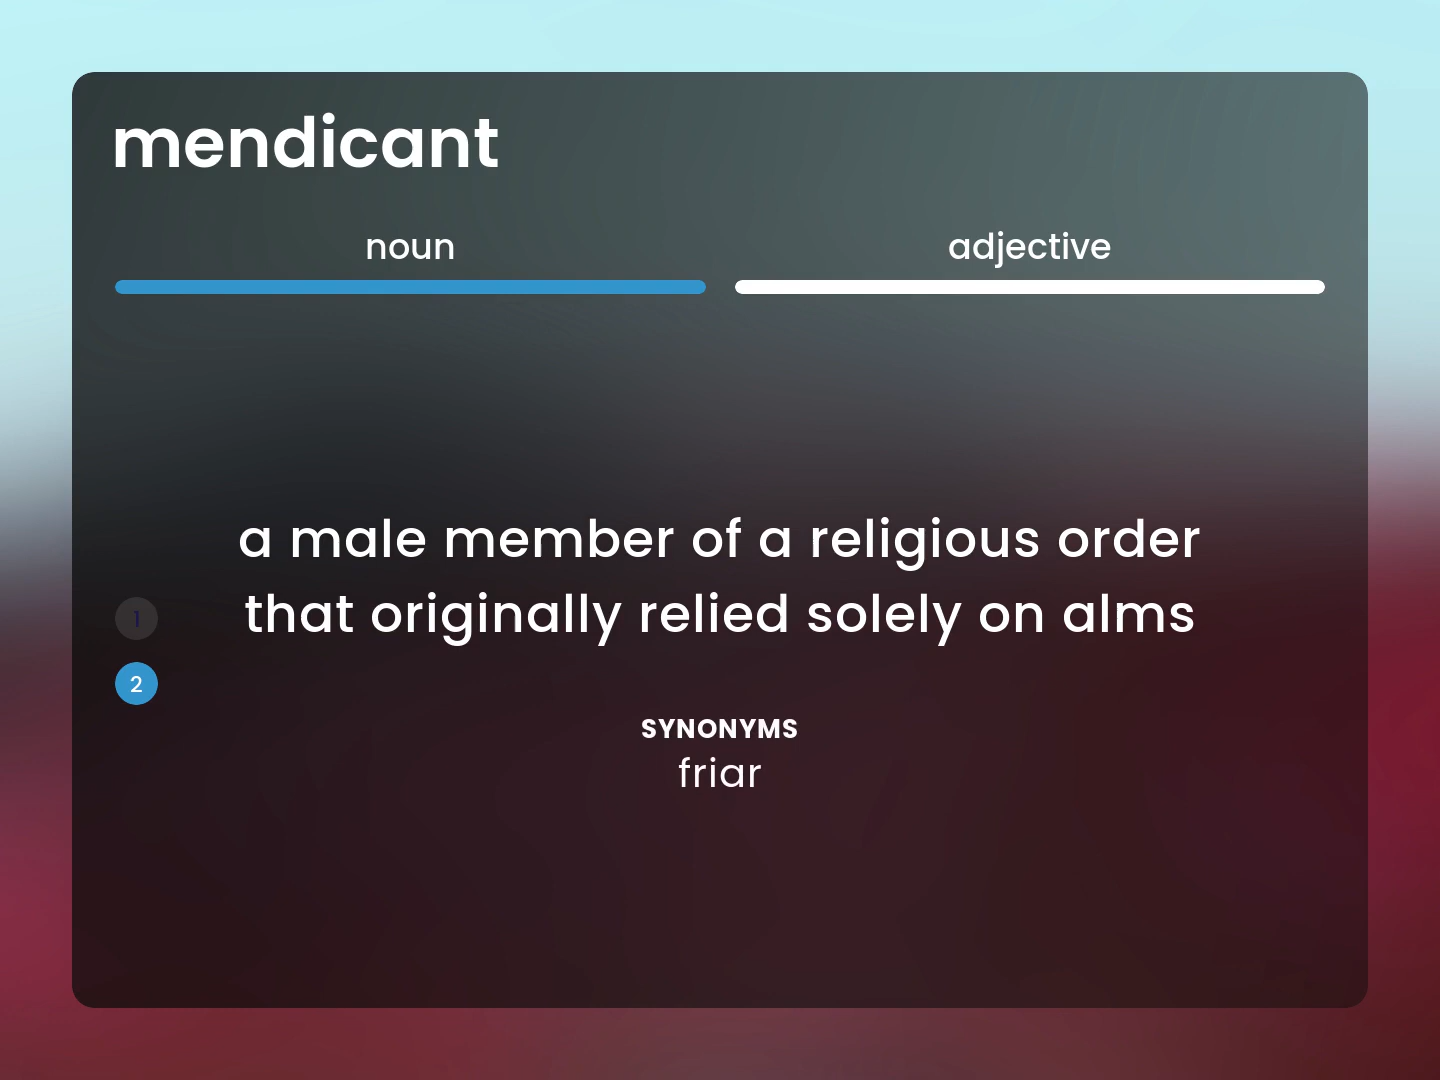 mendicant
noun
adjective
a male member of a religious order
that originally relied solely on alms
1
2
SYNONYMS
friar